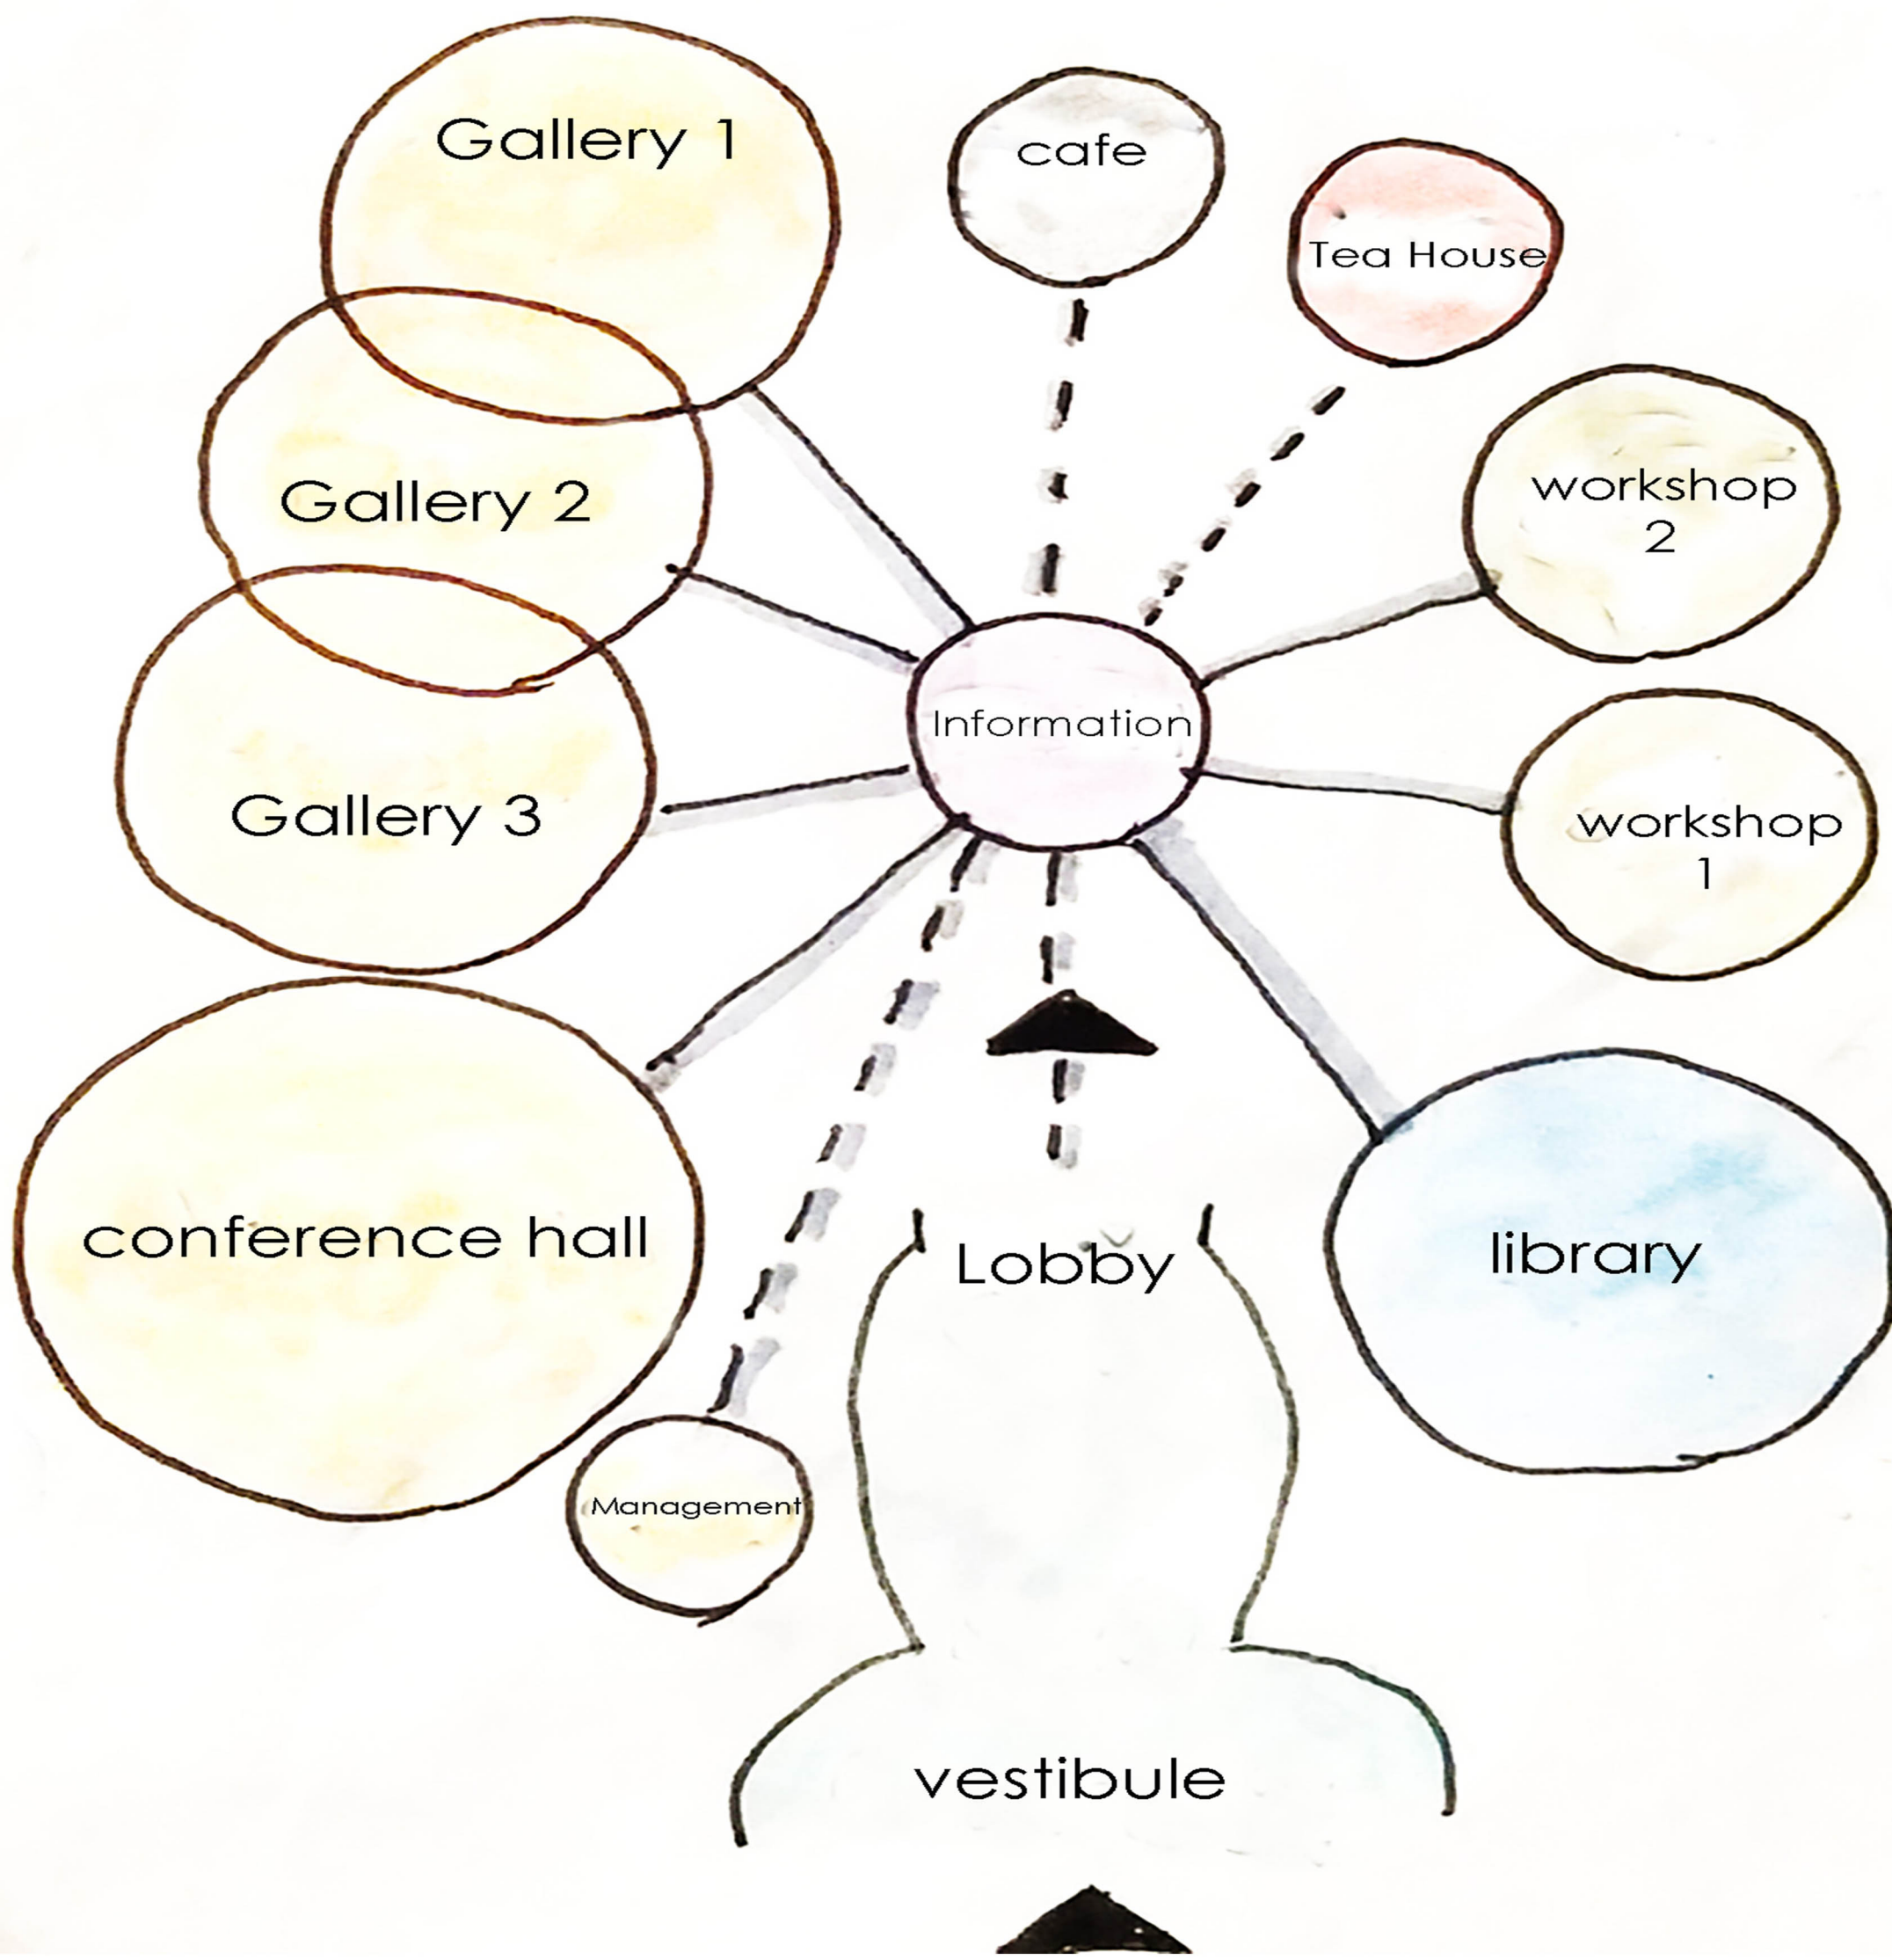 Gallery 1
cafe
Tea House
Gallery 2
workshop
2
Information
Gallery 3
workshop
1
conference hall
Lobby
library
Management
vestibule